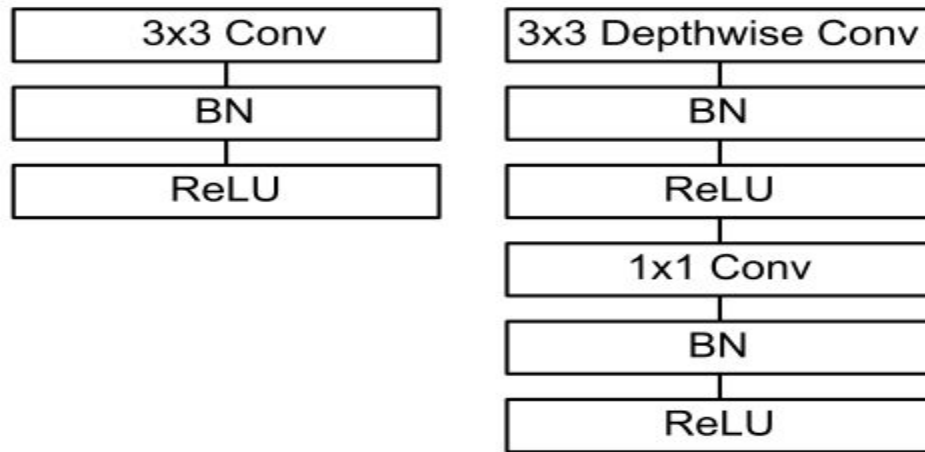 3x3 Conv
BN
ReLU
3x3 Depthwise Conv
BN
ReLU
1x1 Conv
BN
ReLU